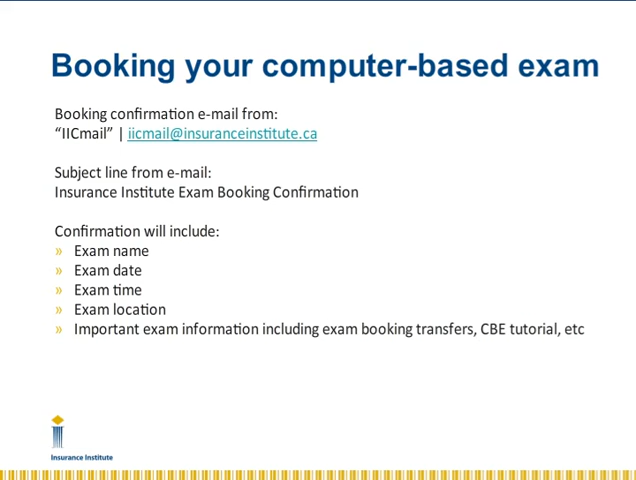 Booking your computer-based exam
Booking confirmation e-mail from:
“IICmail” | iicmail@insuranceinstitute.ca
Subject line from e-mail:
Insurance Institute Exam Booking Confirmation
Confirmation will include:
» Exam name
» Exam date
» Exam time
» Exam location
» Important exam information including exam booking transfers, CBE tutorial, etc
Insurance Institute